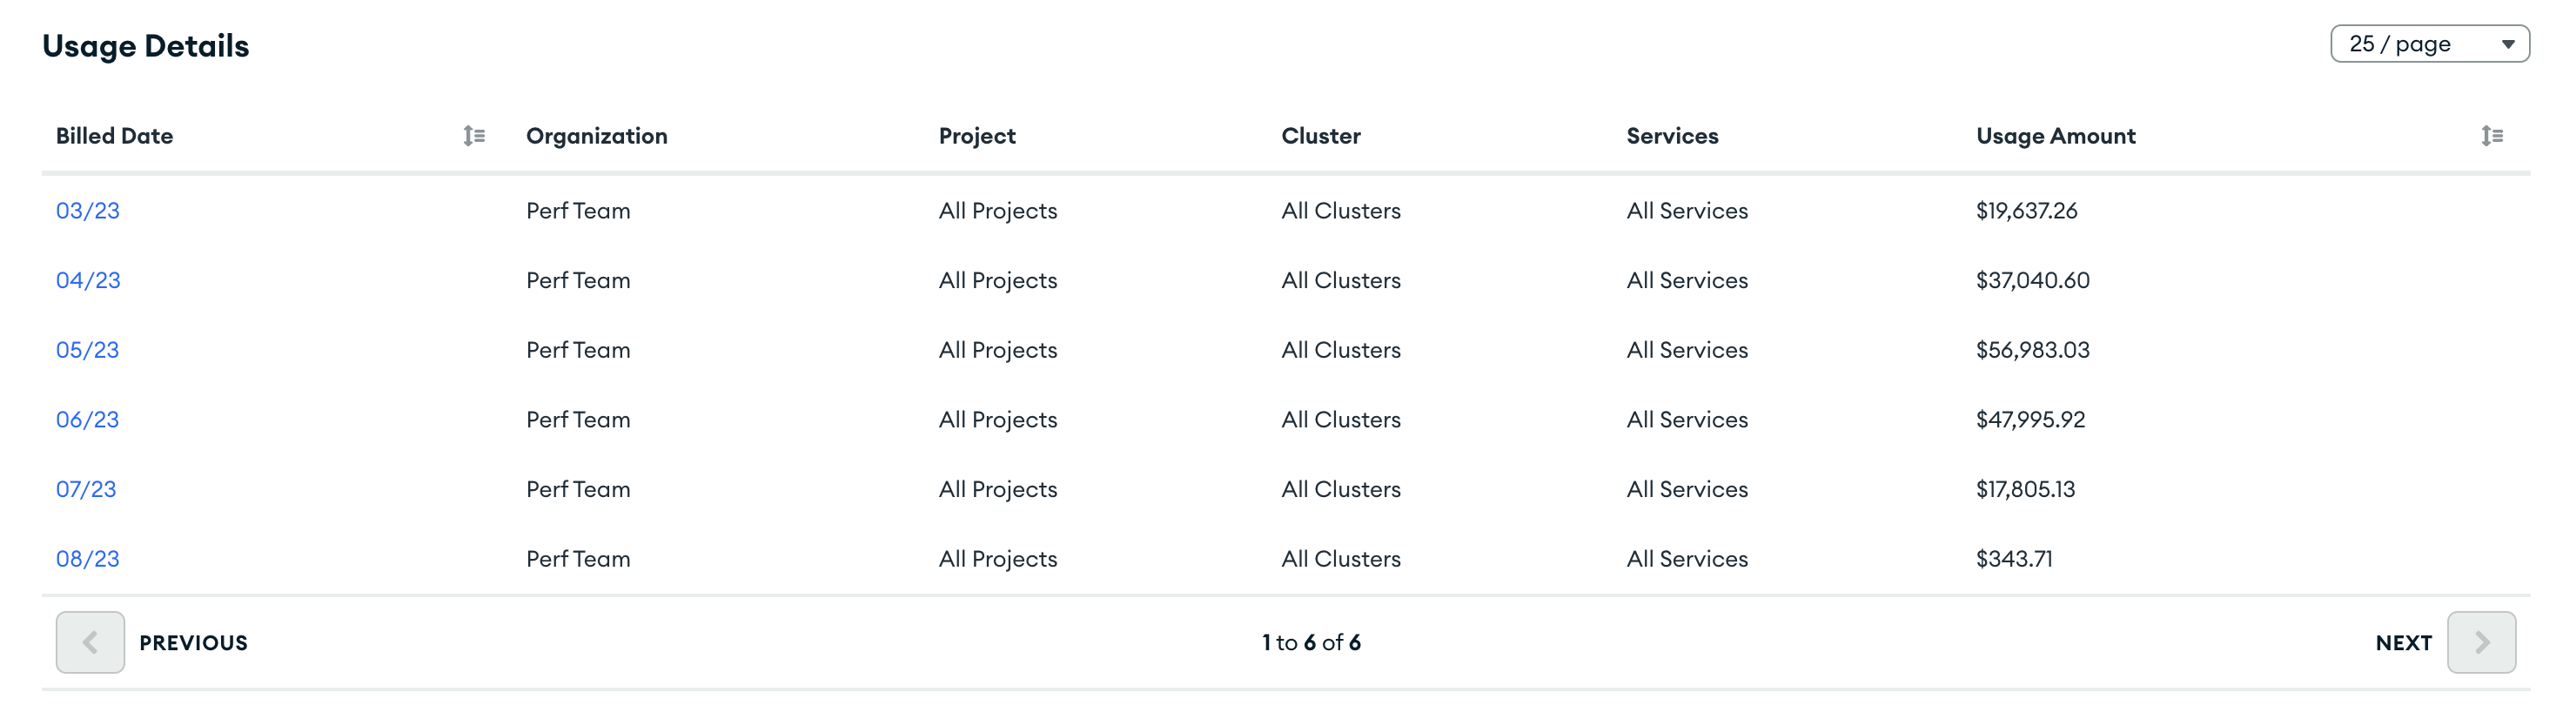 Usage Details 25 / page
Billed Date Organization Project Cluster Services Usage Amount
03/23 Perf Team All Projects All Clusters All Services $19,637.26
04/23 Perf Team All Projects All Clusters All Services $37,040.60
05/23 Perf Team All Projects All Clusters All Services $56,983.03
06/23 Perf Team All Projects All Clusters All Services $47,995.92
07/23 Perf Team All Projects All Clusters All Services $17,805.13
08/23 Perf Team All Projects All Clusters All Services $343.71
PREVIOUS 1 to 6 of 6 NEXT